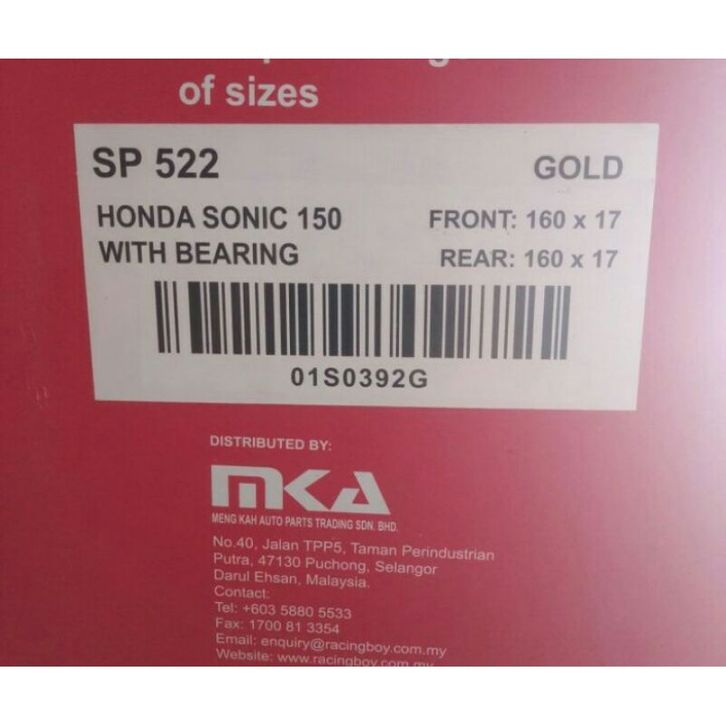 of sizes
SP 522 GOLD
HONDA SONIC 150 FRONT: 160 x 17
WITH BEARING REAR: 160 x 17
01S0392G
DISTRIBUTED BY:
MKA
MENG KAH AUTO PARTS TRADING SDN. BHD.
No.40, Jalan TPP5, Taman Perindustrian
Putra, 47130 Puchong, Selangor
Darul Ehsan, Malaysia.
Contact:
Tel: +603 5880 5533
Fax: 1700 81 3354
Email: enquiry@racingboy.com.my
Website: www.racingboy.com.my